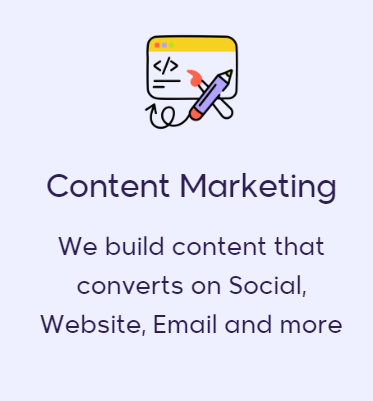 </>
Content Marketing
We build content that
converts on Social,
Website, Email and more